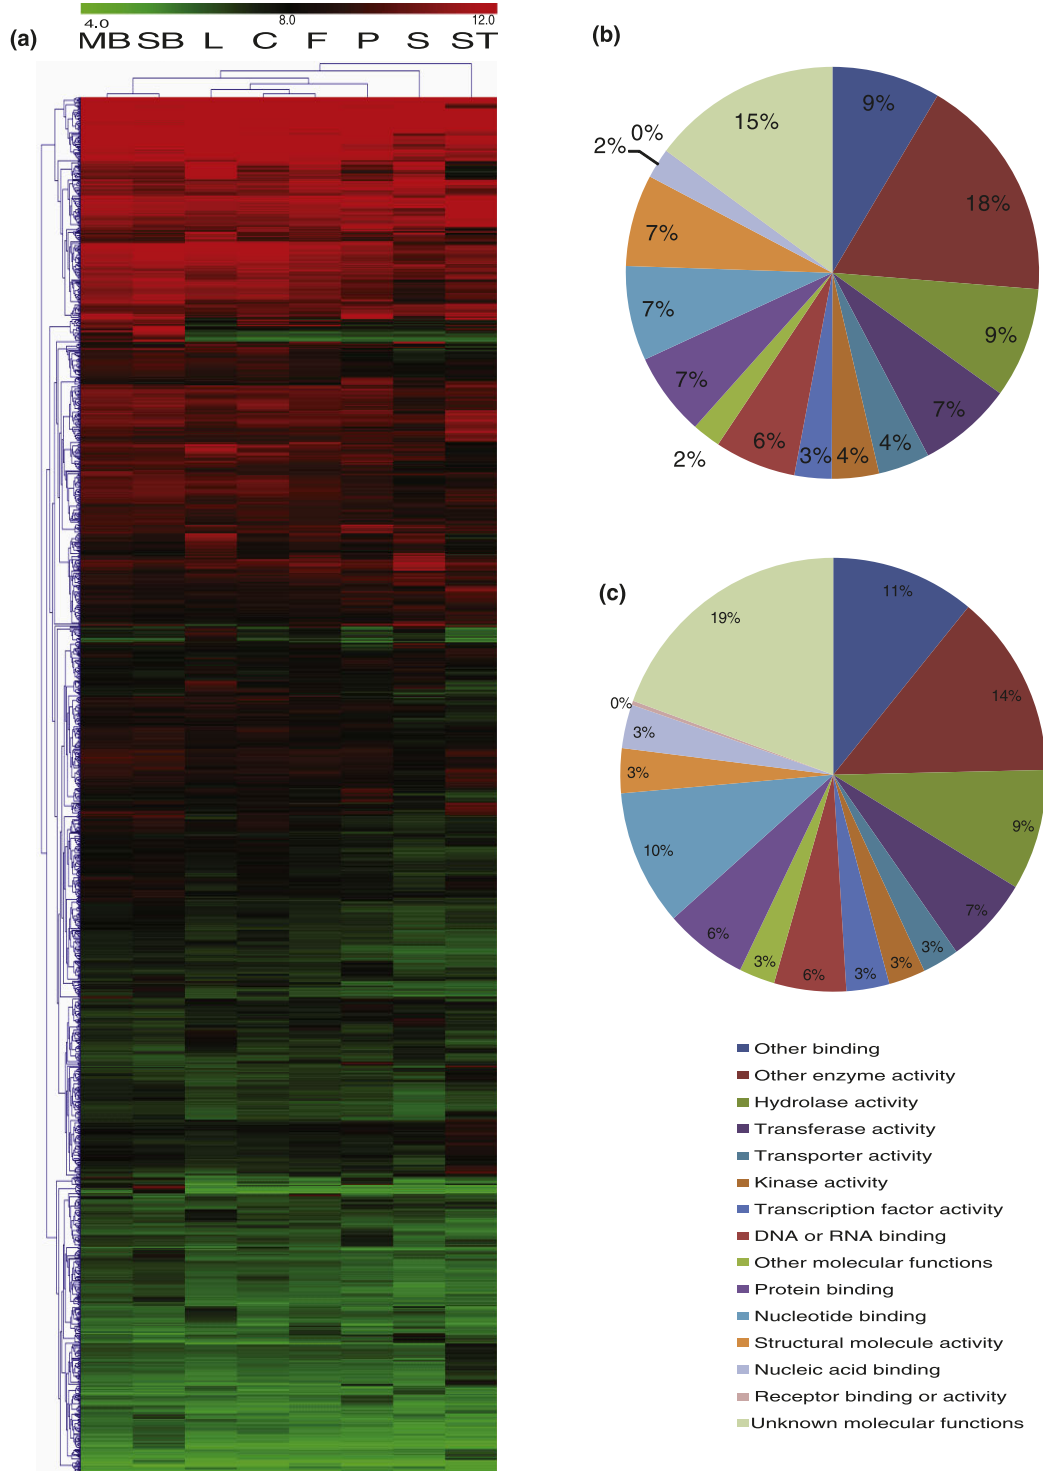 (a)
4.0 8.0 12.0
MB SB L C F P S ST
(b)
9%
18%
9%
7%
4%
4%
3%
6%
2%
7%
7%
7%
2%
0%
15%
(c)
11%
14%
9%
7%
3%
3%
3%
6%
3%
6%
10%
3%
3%
0%
19%
Other binding
Other enzyme activity
Hydrolase activity
Transferase activity
Transporter activity
Kinase activity
Transcription factor activity
DNA or RNA binding
Other molecular functions
Protein binding
Nucleotide binding
Structural molecule activity
Nucleic acid binding
Receptor binding or activity
Unknown molecular functions